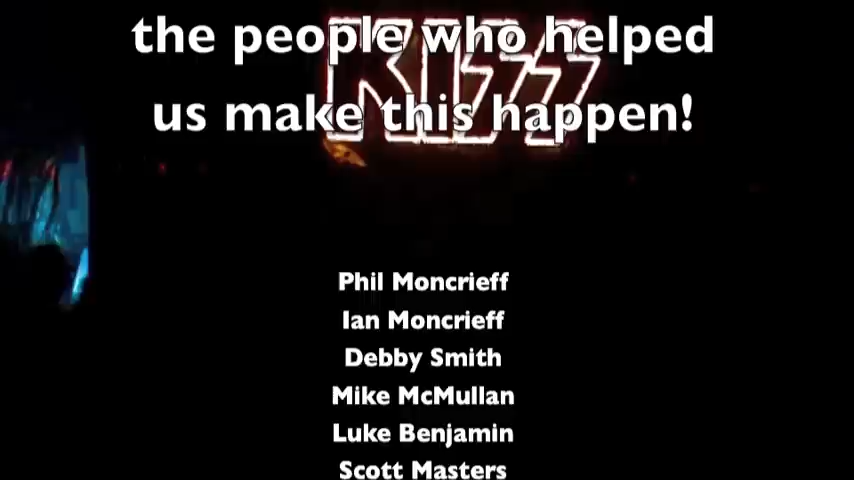 the people who helped
KISS
us make this happen!
Phil Moncrieff
Ian Moncrieff
Debby Smith
Mike McMullan
Luke Benjamin
Scott Masters